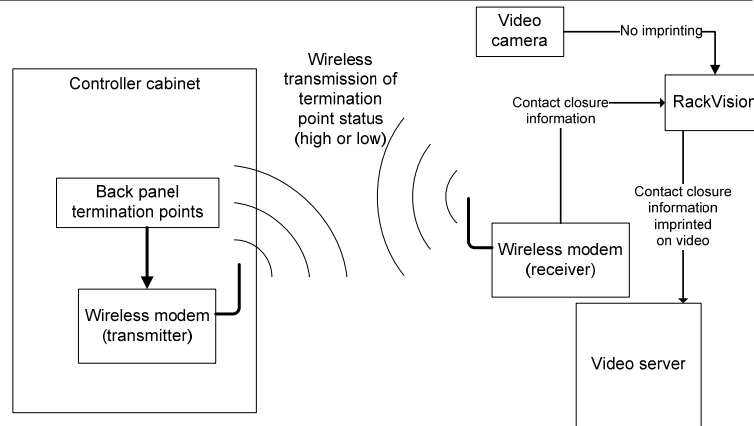 Controller cabinet
Back panel
termination points
Wireless modem
(transmitter)
Wireless
transmission of
termination
point status
(high or low)
Video
camera
No imprinting
RackVision
Contact closure
information
Wireless modem
(receiver)
Contact closure
information
imprinted
on video
Video server